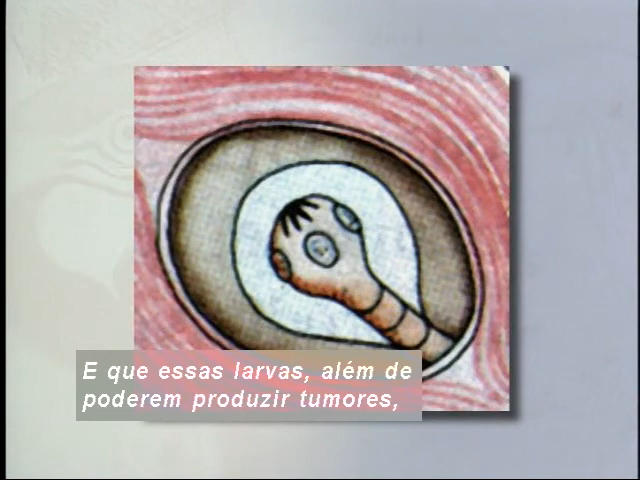 E que essas larvas, além de
poderem produzir tumores,